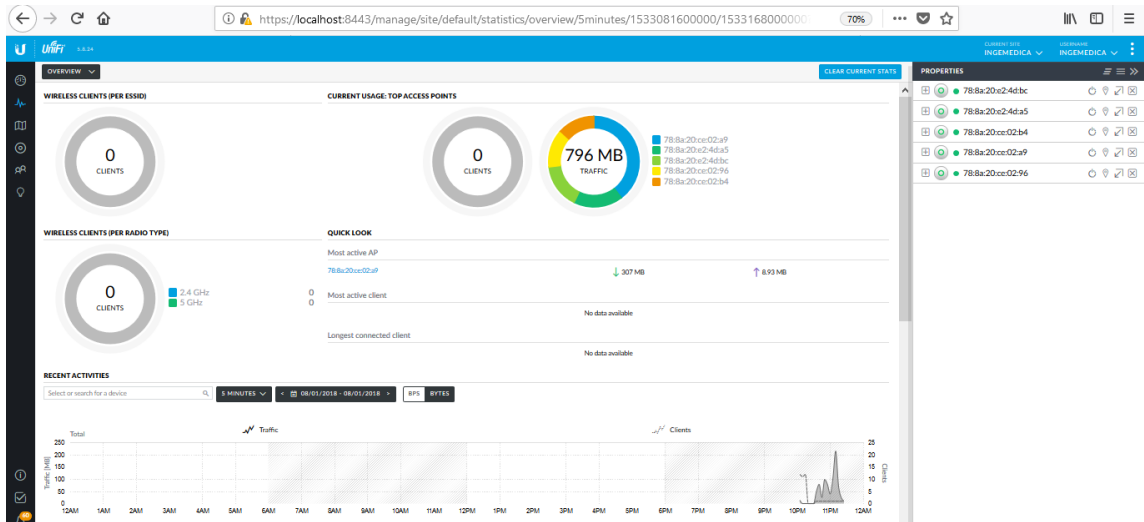 https://localhost:8443/manage/site/default/statistics/overview/5minutes/1533081600000/1533168000000
70%
UniFi 5.8.24
CURRENT SITE
INGEMEDICA
USERNAME
INGEMEDICA
OVERVIEW
CLEAR CURRENT STATS
PROPERTIES
WIRELESS CLIENTS (PER ESSID)
0
CLIENTS
CURRENT USAGE: TOP ACCESS POINTS
0
CLIENTS
796 MB
TRAFFIC
78:8a:20:ce:02:a9
78:8a:20:e2:4d:a5
78:8a:20:e2:4d:bc
78:8a:20:ce:02:96
78:8a:20:ce:02:b4
78:8a:20:e2:4d:bc
78:8a:20:e2:4d:a5
78:8a:20:ce:02:b4
78:8a:20:ce:02:a9
78:8a:20:ce:02:96
WIRELESS CLIENTS (PER RADIO TYPE)
0
CLIENTS
2.4 GHz 0
5 GHz 0
QUICK LOOK
Most active AP
78:8a:20:ce:02:a9 307 MB 8.93 MB
Most active client
No data available
Longest connected client
No data available
RECENT ACTIVITIES
Select or search for a device
5 MINUTES
< 08/01/2018 - 08/01/2018 >
BPS BYTES
Total
Traffic
Clients
Traffic [MB]
250
200
150
100
50
0
25
20
15
10
5
0
Clients
12AM 1AM 2AM 3AM 4AM 5AM 6AM 7AM 8AM 9AM 10AM 11AM 12PM 1PM 2PM 3PM 4PM 5PM 6PM 7PM 8PM 9PM 10PM 11PM 12AM